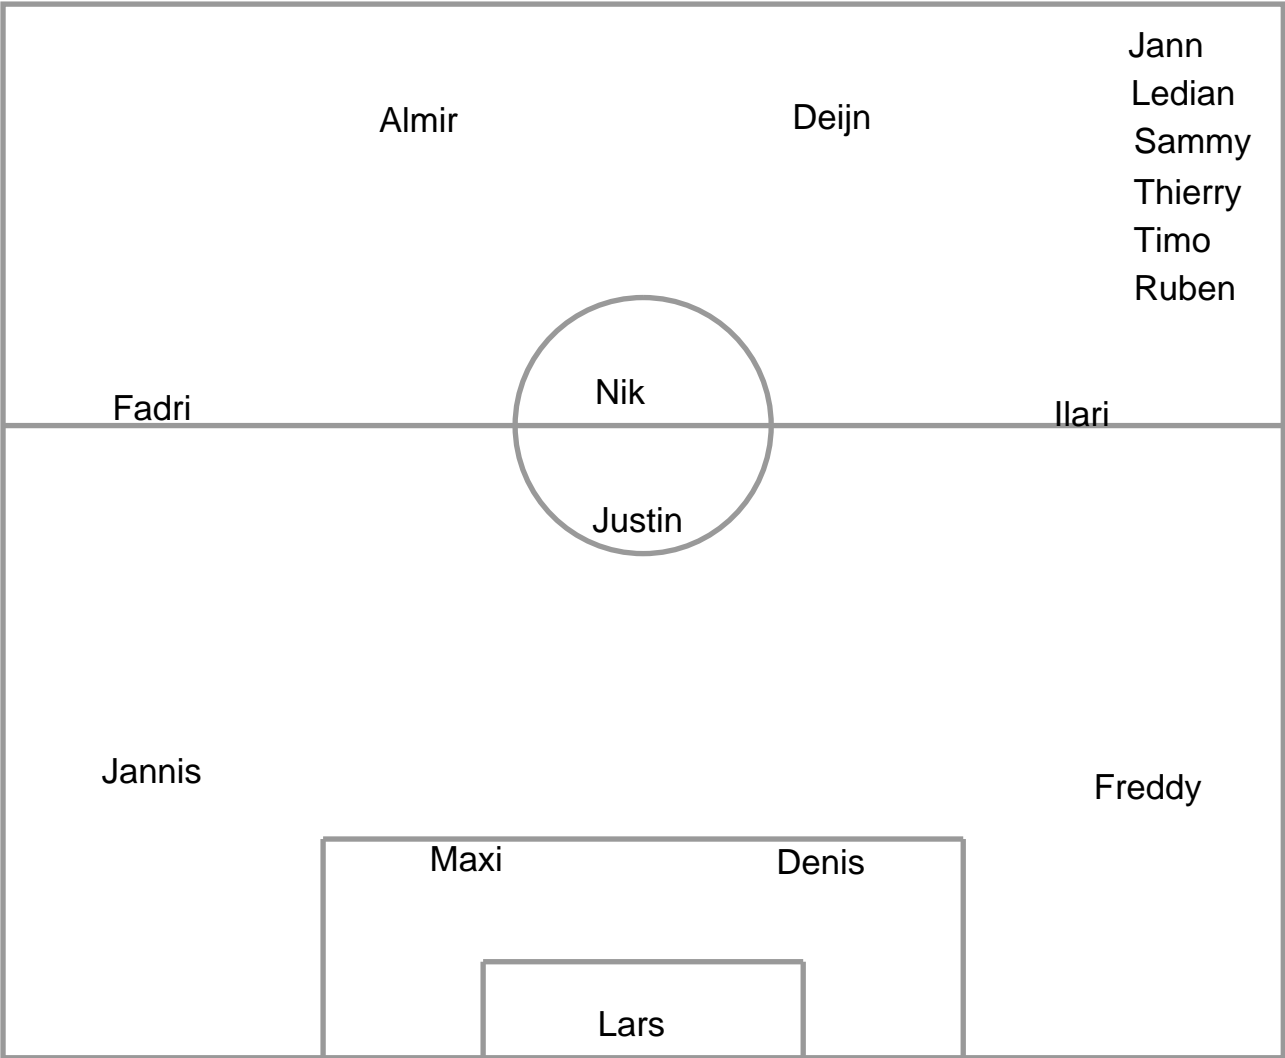 Jann
Ledian
Almir
Deijn
Sammy
Thierry
Timo
Ruben
Nik
Fadri
Ilari
Justin
Jannis
Freddy
Maxi
Denis
Lars